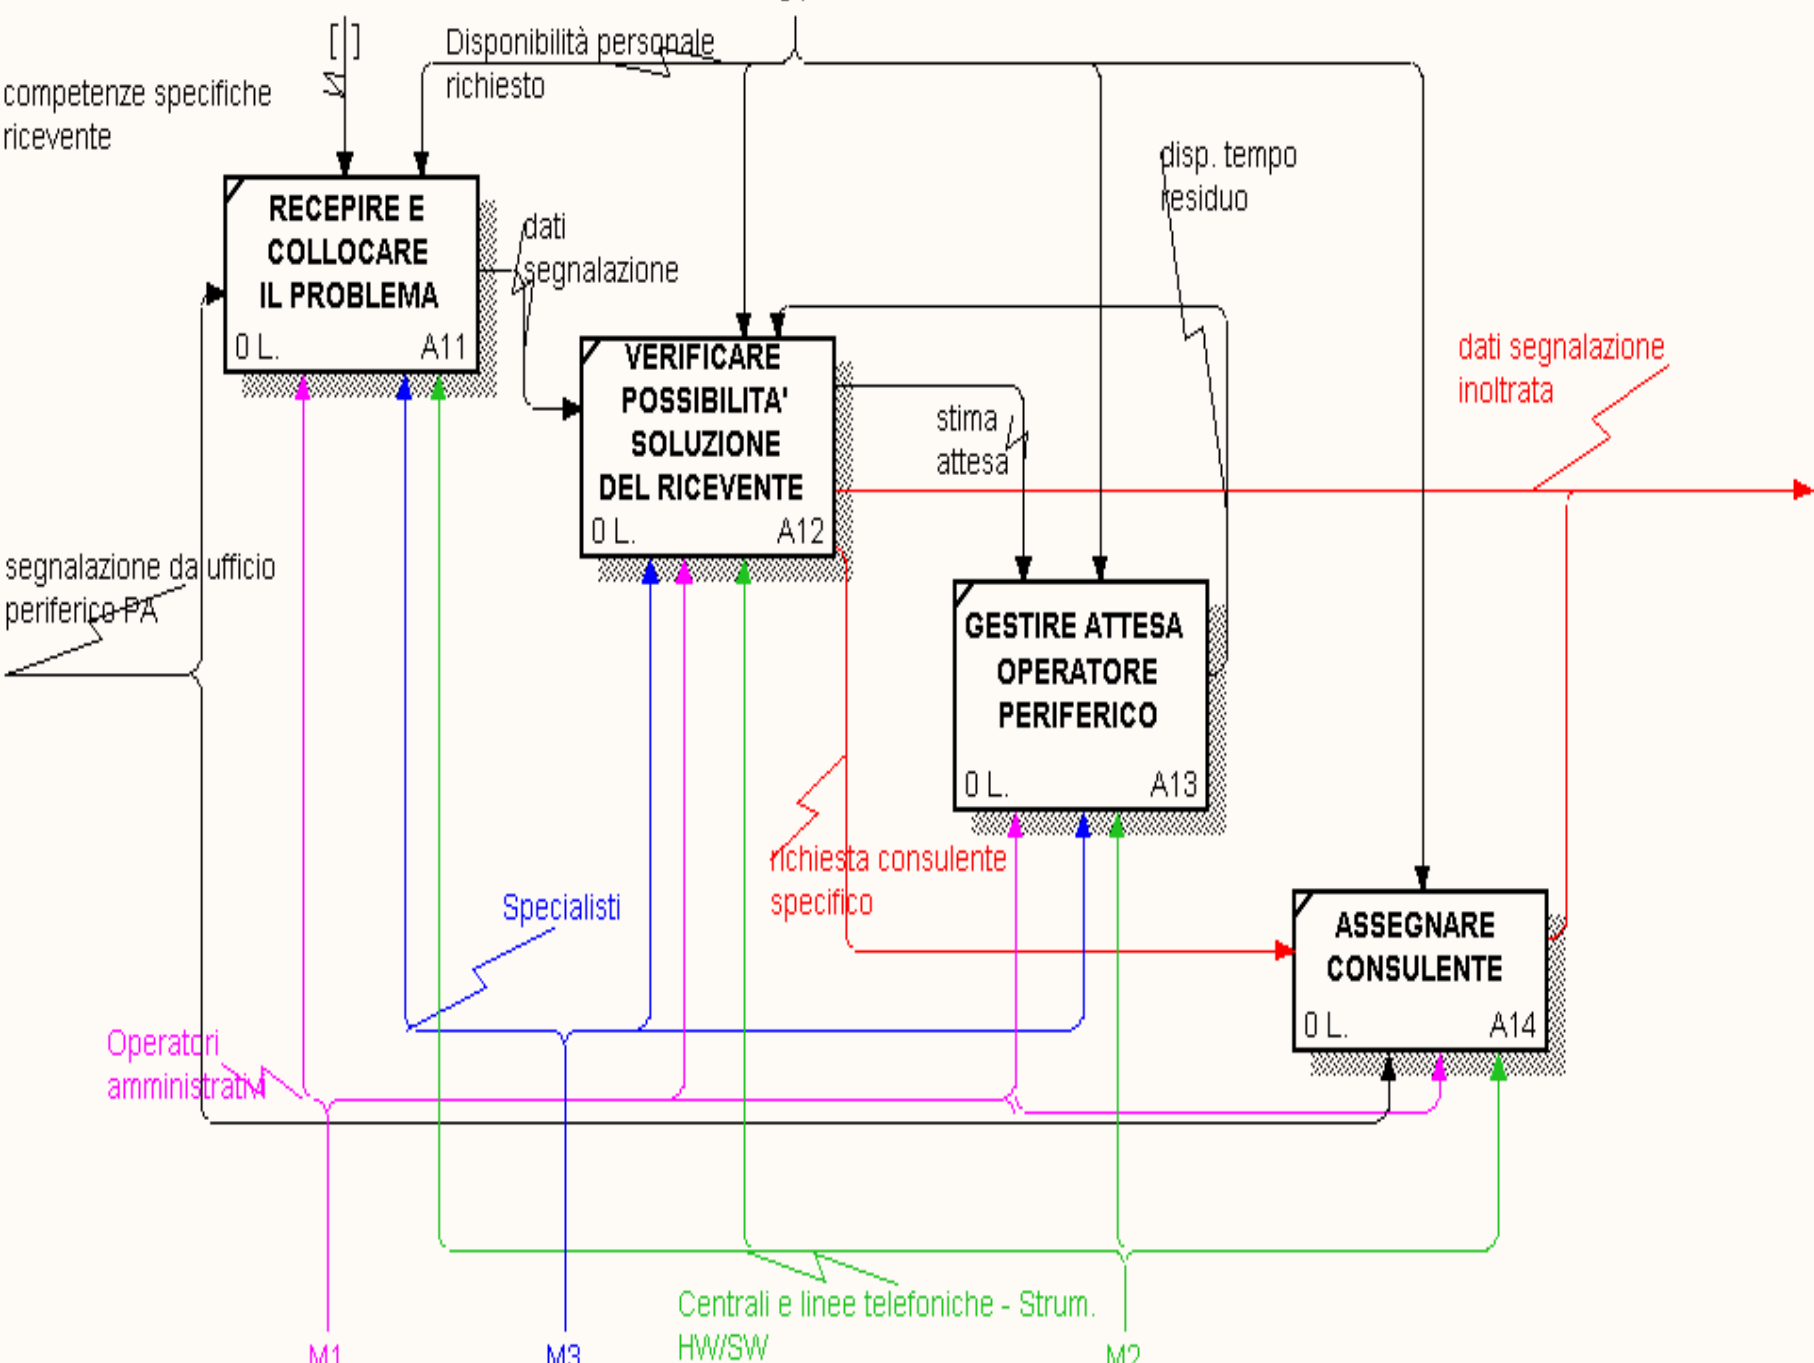 [ ]
Disponibilità personale
richiesto
competenze specifiche
ricevente
disp. tempo
residuo
RECEPIRE E
COLLOCARE
IL PROBLEMA
0 L. A11
dati
segnalazione
VERIFICARE
POSSIBILITA'
SOLUZIONE
DEL RICEVENTE
0 L. A12
dati segnalazione
inoltrata
stima
attesa
segnalazione da ufficio
periferico PA
GESTIRE ATTESA
OPERATORE
PERIFERICO
0 L. A13
richiesta consulente
specifico
Specialisti
ASSEGNARE
CONSULENTE
0 L. A14
Operatori
amministrativi
Centrali e linee telefoniche - Strum.
HW/SW
M1
M3
M2